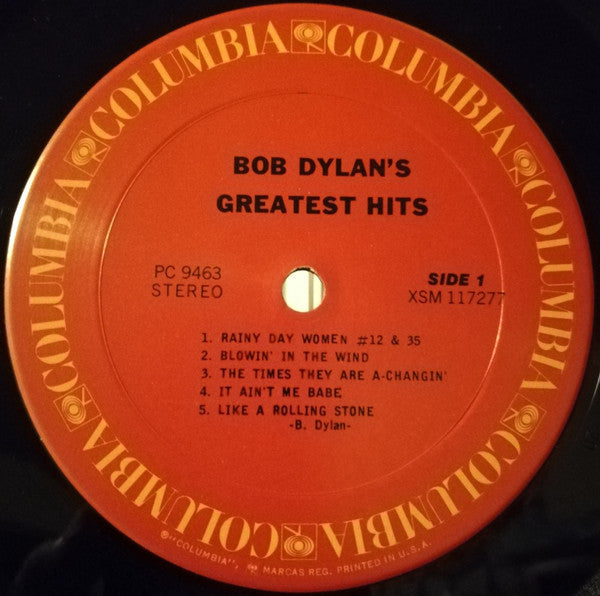 COLUMBIA COLUMBIA COLUMBIA COLUMBIA COLUMBIA COLUMBIA
BOB DYLAN'S
GREATEST HITS
PC 9463
STEREO
SIDE 1
XSM 117277
1. RAINY DAY WOMEN #12 & 35
2. BLOWIN' IN THE WIND
3. THE TIMES THEY ARE A-CHANGIN'
4. IT AIN'T ME BABE
5. LIKE A ROLLING STONE
-B. Dylan-
®"COLUMBIA", MARCAS REG. PRINTED IN U.S.A.